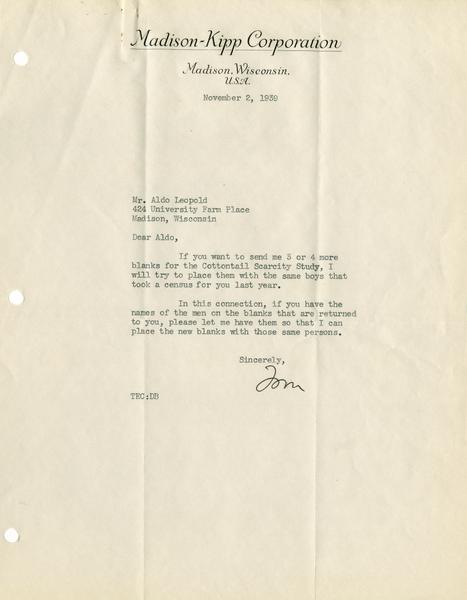 Madison-Kipp Corporation
Madison, Wisconsin.
U.S.A.
November 2, 1939
Mr. Aldo Leopold
424 University Farm Place
Madison, Wisconsin
Dear Aldo,
If you want to send me 3 or 4 more
blanks for the Cottontail Scarcity Study, I
will try to place them with the same boys that
took a census for you last year.
In this connection, if you have the
names of the men on the blanks that are returned
to you, please let me have them so that I can
place the new blanks with those same persons.
Sincerely,
Tom
TEC:DB